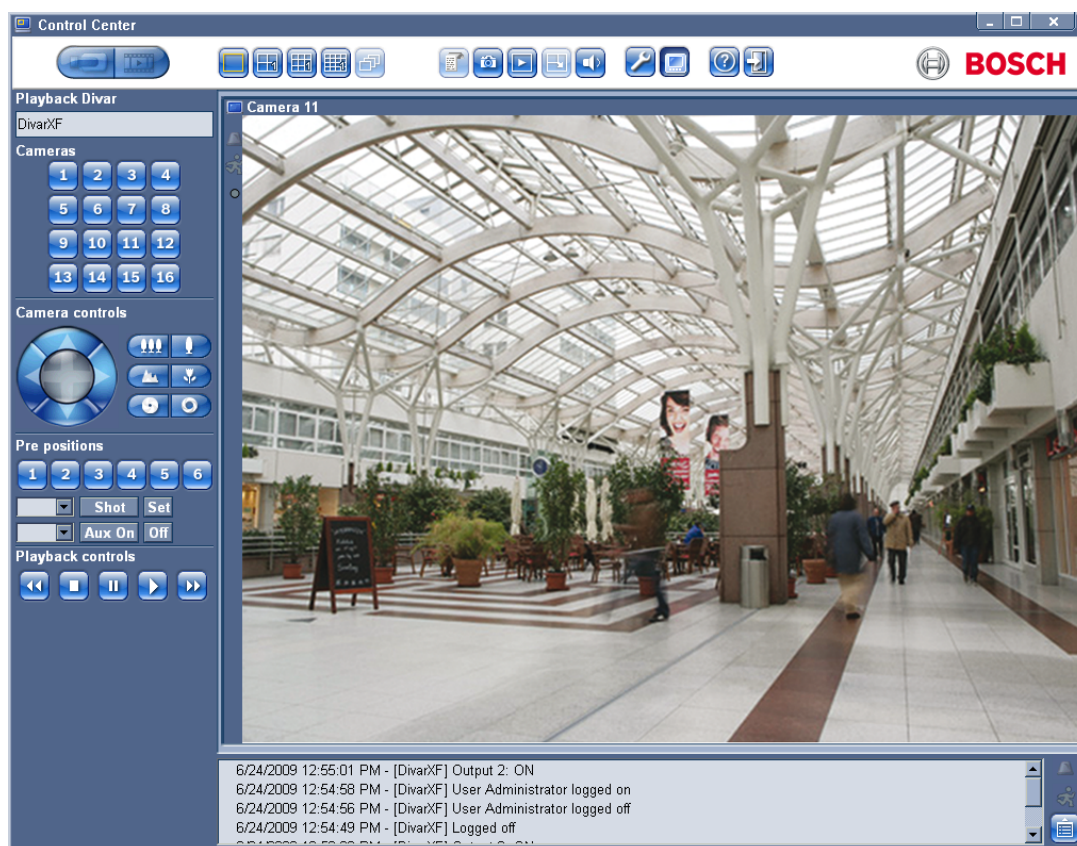 Control Center
BOSCH
Playback Divar
DivarXF
Cameras
1 2 3 4
5 6 7 8
9 10 11 12
13 14 15 16
Camera controls
Pre positions
1 2 3 4 5 6
Shot Set
Aux On Off
Playback controls
Camera 11
6/24/2009 12:55:01 PM - [DivarXF] Output 2: ON
6/24/2009 12:54:58 PM - [DivarXF] User Administrator logged on
6/24/2009 12:54:56 PM - [DivarXF] User Administrator logged off
6/24/2009 12:54:49 PM - [DivarXF] Logged off